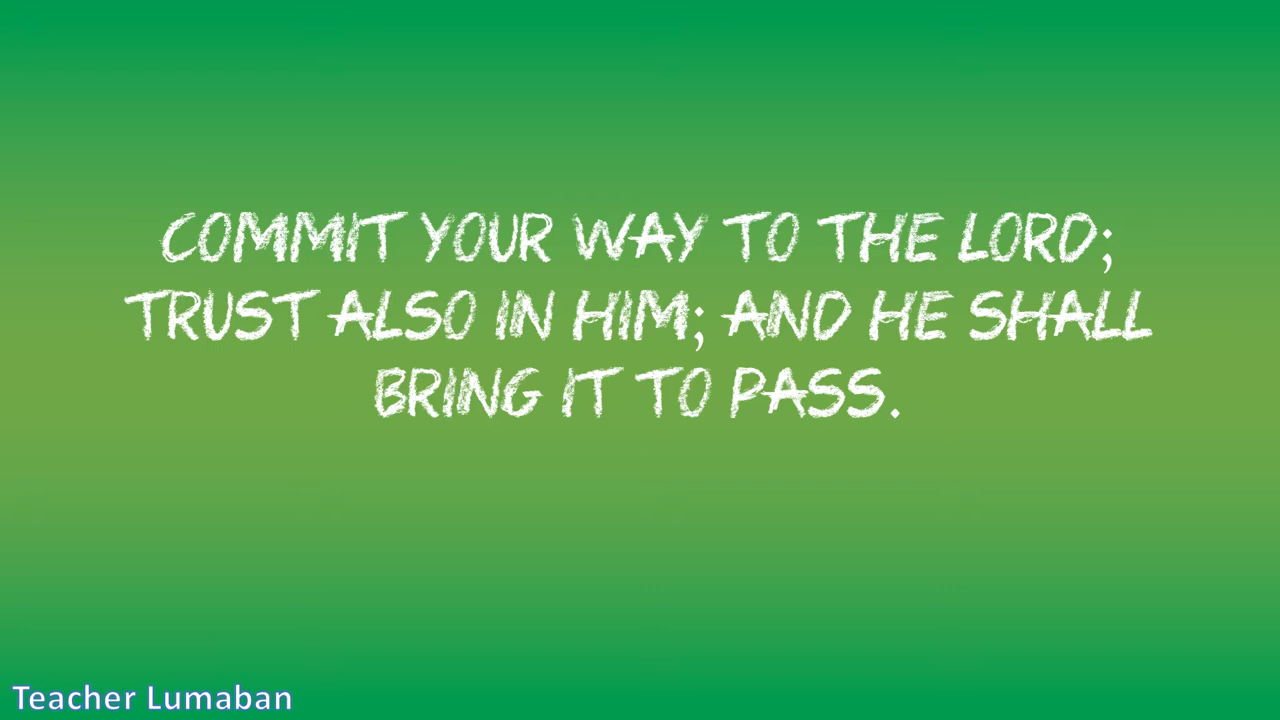 COMMIT YOUR WAY TO THE LORD;
TRUST ALSO IN HIM; AND HE SHALL
BRING IT TO PASS.
Teacher Lumaban